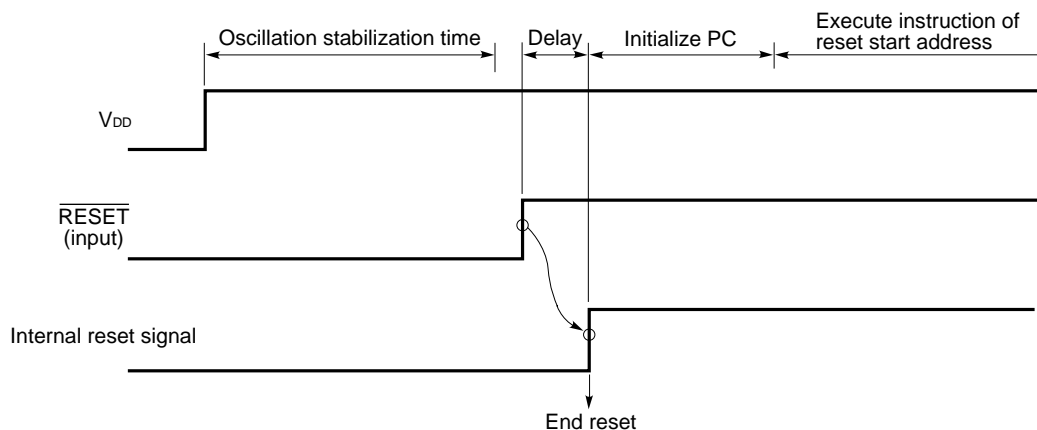 Execute instruction of
reset start address
Oscillation stabilization time
Delay
Initialize PC
VDD
RESET
(input)
Internal reset signal
End reset